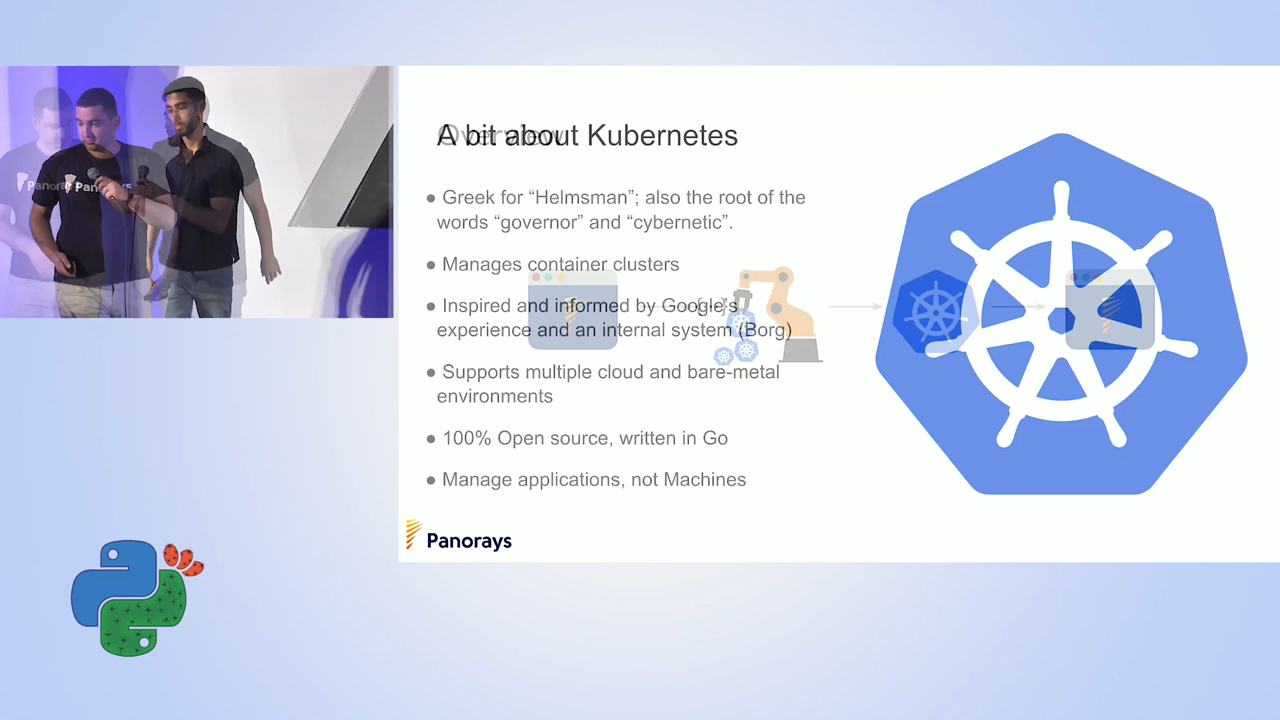 A bit about Kubernetes
Overview
● Greek for “Helmsman”; also the root of the
words “governor” and “cybernetic”.
● Manages container clusters
● Inspired and informed by Google’s
experience and an internal system (Borg)
● Supports multiple cloud and bare-metal
environments
● 100% Open source, written in Go
● Manage applications, not Machines
Panorays